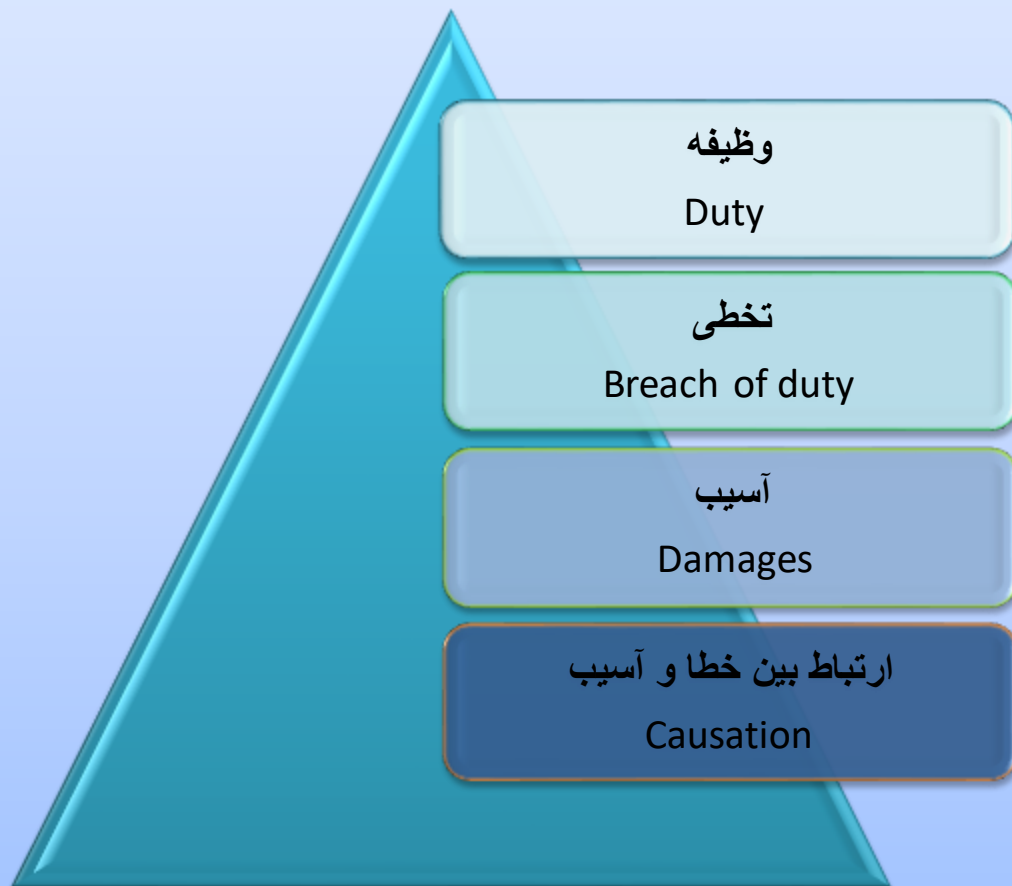 وظیفه
Duty
تخطی
Breach of duty
آسیب
Damages
ارتباط بین خطا و آسیب
Causation